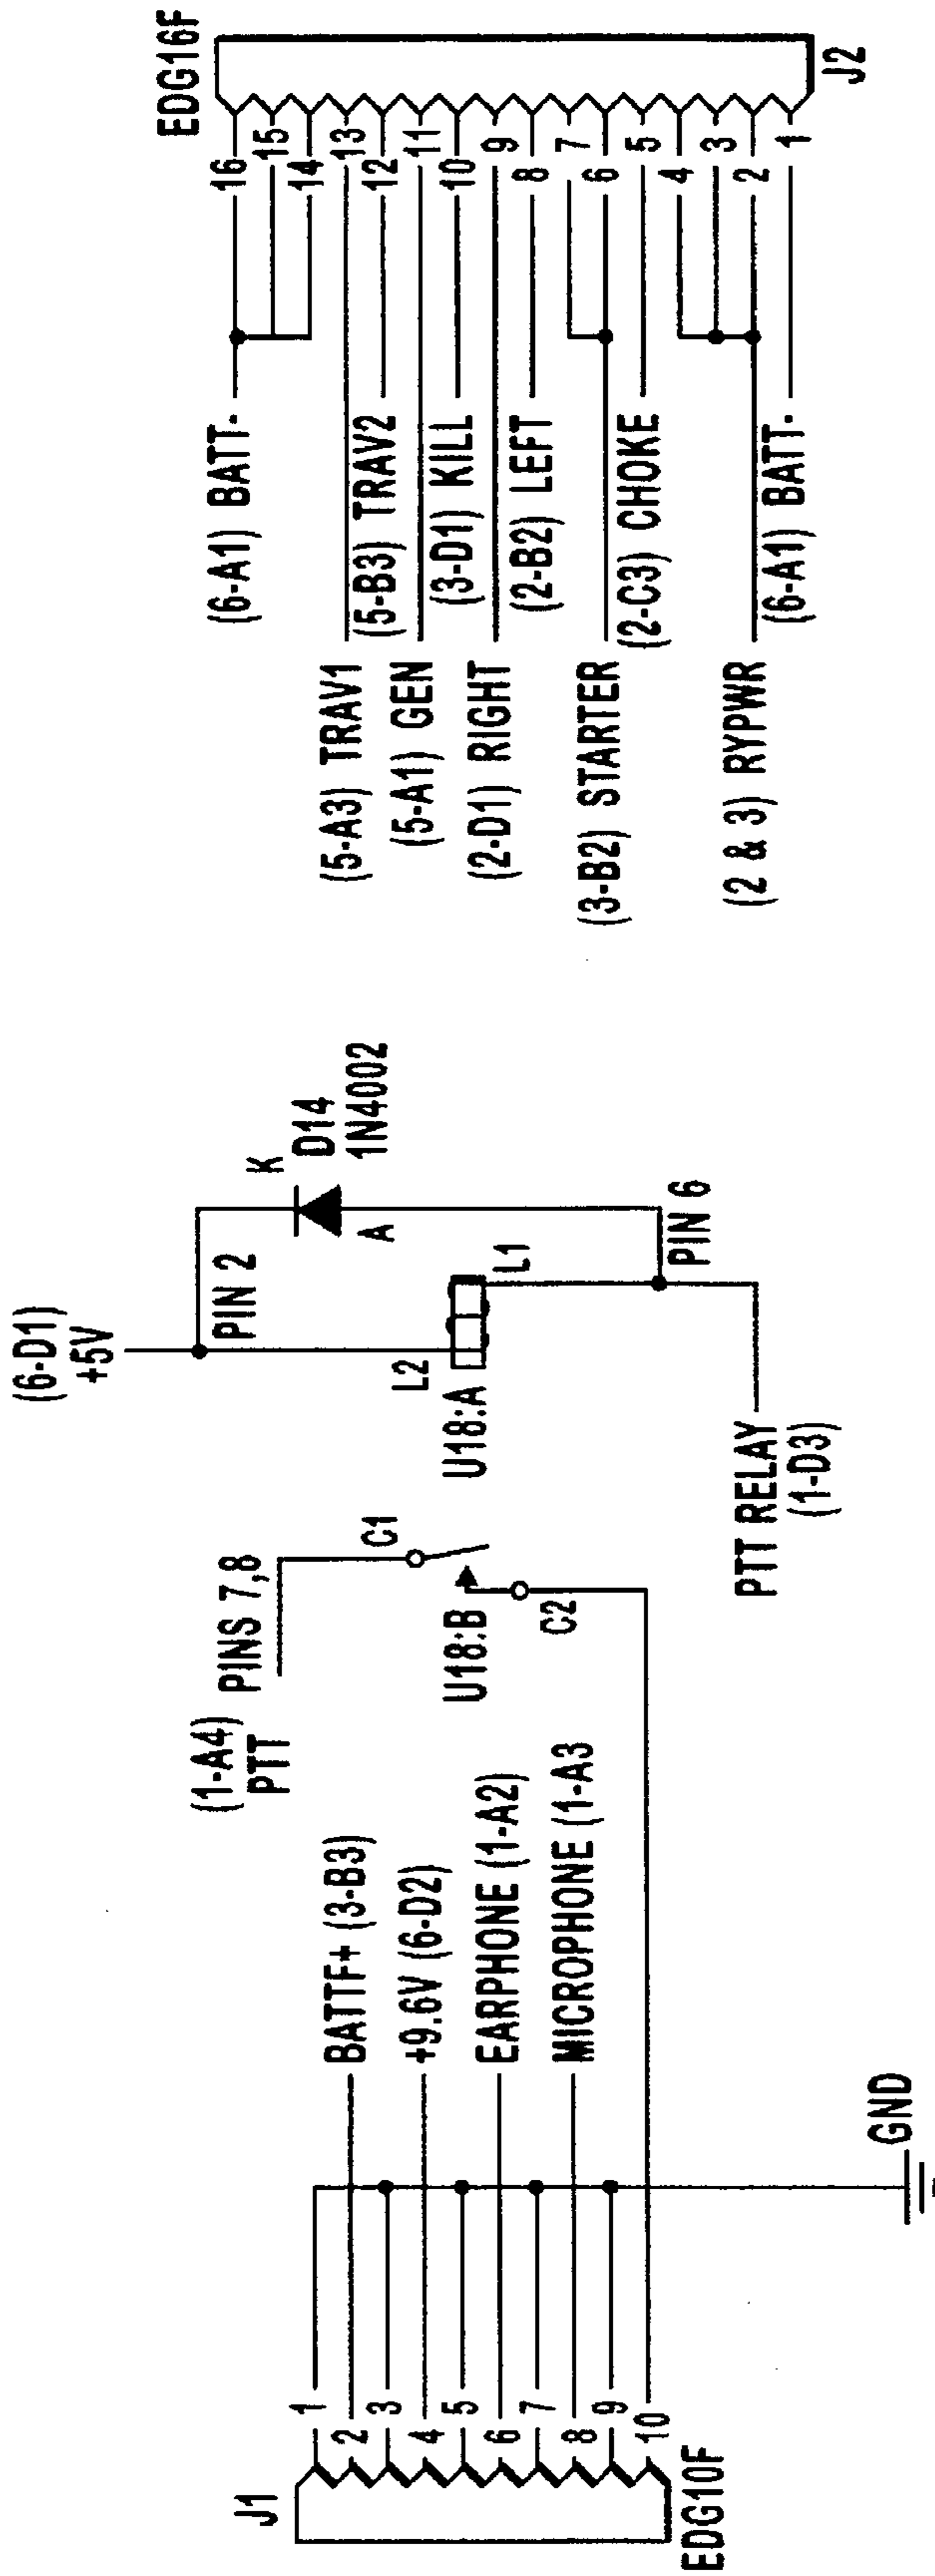 J1
1
2
3
4
5
6
7
8
9
10
EDG10F
BATTF+ (3-B3)
+9.6V (6-D2)
EARPHONE (1-A2)
MICROPHONE (1-A3
GND
(1-A4) PINS 7,8
PTT
C1
U18:B
C2
(6-D1)
+5V
PIN 2
L2
U18:A
L1
K
D14
1N4002
A
PIN 6
PTT RELAY
(1-D3)
(6-A1) BATT-
(5-A3) TRAV1
(5-B3) TRAV2
(5-A1) GEN
(3-D1) KILL
(2-D1) RIGHT
(2-B2) LEFT
(3-B2) STARTER
(2-C3) CHOKE
(2 & 3) RYPWR
(6-A1) BATT-
EDG16F
16
15
14
13
12
11
10
9
8
7
6
5
4
3
2
1
J2